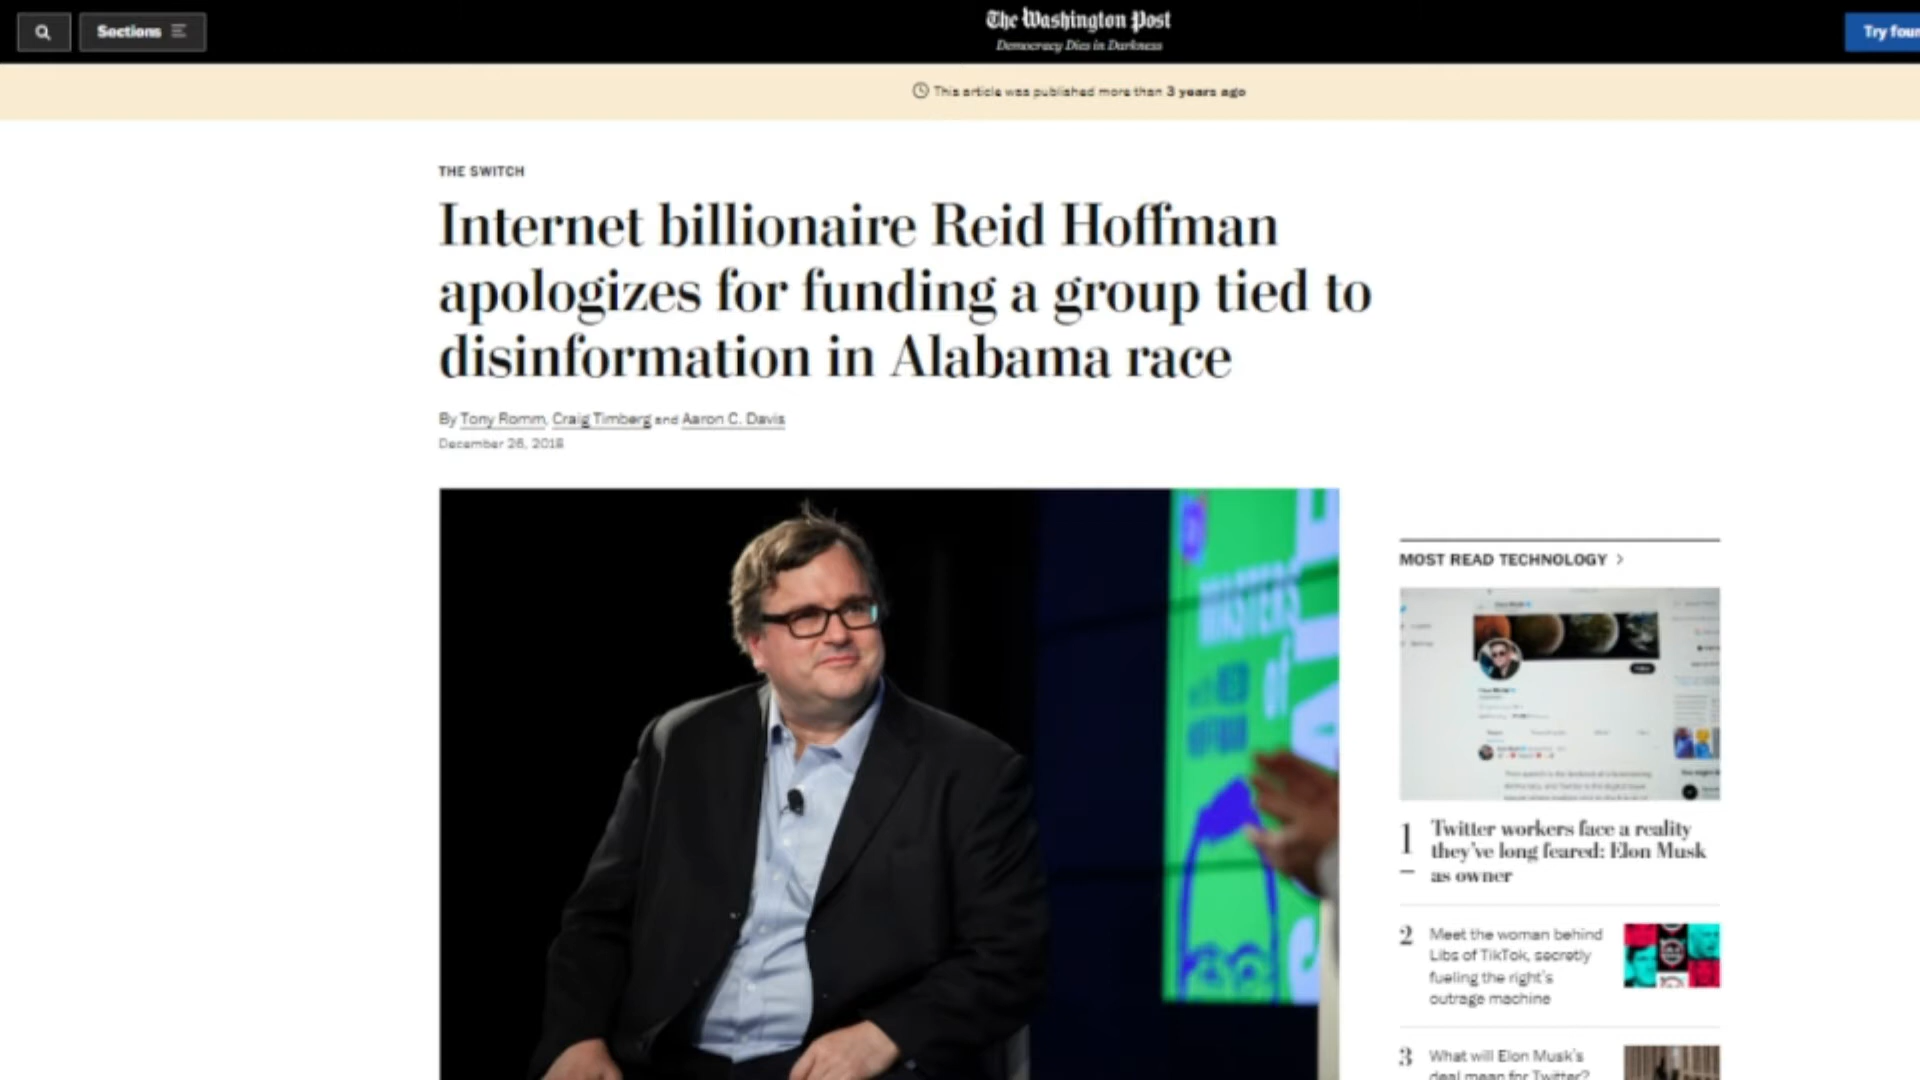 Sections
The Washington Post
Democracy Dies in Darkness
Try four
This article was published more than 3 years ago
THE SWITCH
Internet billionaire Reid Hoffman
apologizes for funding a group tied to
disinformation in Alabama race
By Tony Romm, Craig Timberg and Aaron C. Davis
December 26, 2018
MASTERS
of
MOST READ TECHNOLOGY >
1 Twitter workers face a reality
they've long feared: Elon Musk
as owner
2 Meet the woman behind
Libs of TikTok, secretly
fueling the right's
outrage machine
3 What will Elon Musk's
deal mean for Twitter?